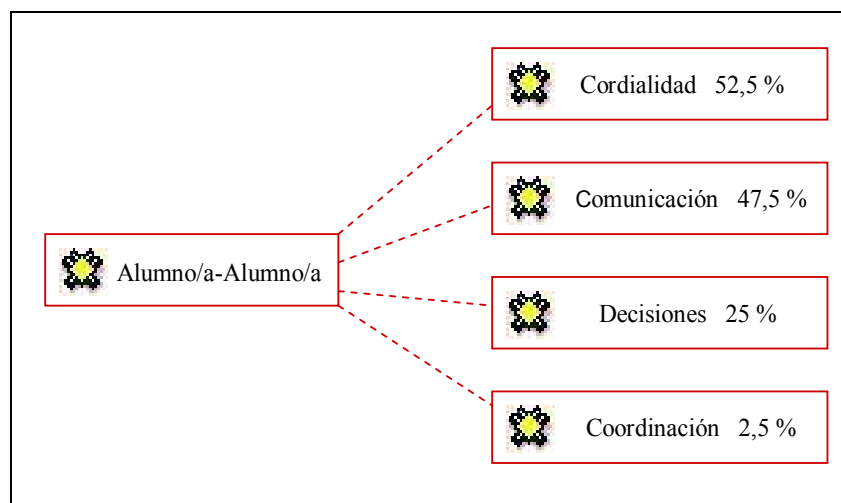 Cordialidad 52,5 %
Comunicación 47,5 %
Alumno/a-Alumno/a
Decisiones 25 %
Coordinación 2,5 %